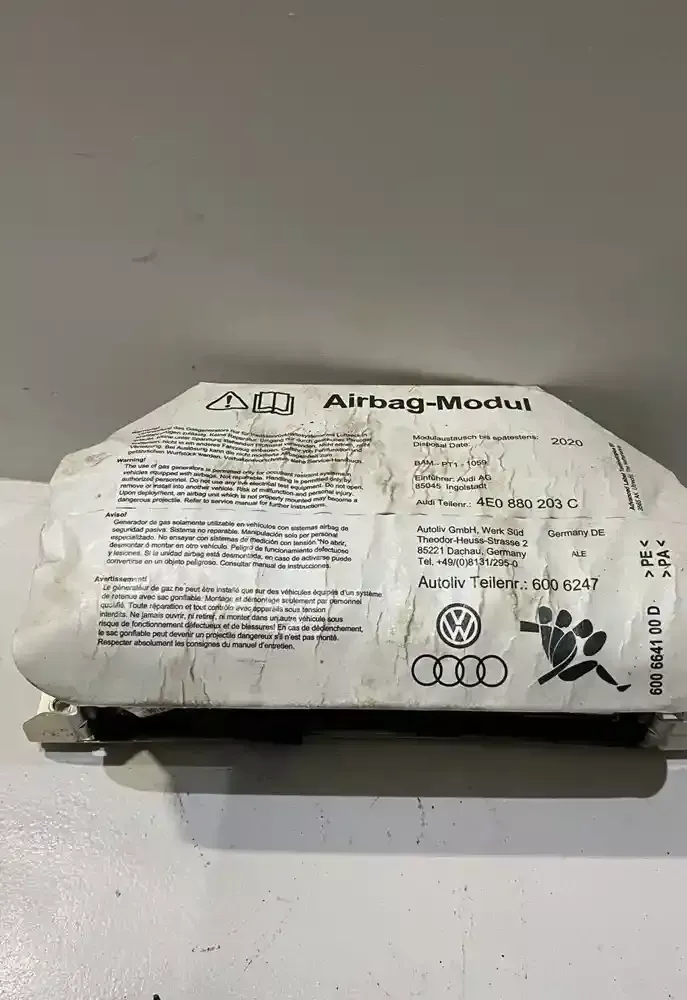 Airbag-Modul
Modulaustausch bis spätestens:
Disposal Date: 2020
BAM - PT1 - 1059
Einführer: Audi AG
85045 Ingolstadt
Audi Teilenr.: 4E0 880 203 C
Warning!
The use of gas generators is permitted only for occupant restraint systems in
vehicles equipped with airbags. Not repairable. Handling is permitted only by
authorized personnel. Do not use any live electrical test equipment. Do not open,
remove or install into another vehicle. Risk of malfunction and personal injury.
Upon deployment, an airbag unit which is not properly mounted may become a
dangerous projectile. Refer to service manual for further instructions.
Aviso!
Generador de gas solamente utilizable en vehículos con sistemas airbag de
seguridad pasiva. Sistema no reparable. Manipulación solo por personal
especializado. No ensayar con sistemas de medición con tensión. No abrir,
desmontar ó montar en otro vehículo. Peligro de funcionamiento defectuoso
y lesiones. Si la unidad airbag está desmontada, en caso de activarse puede
convertirse en un objeto peligroso. Consultar manual de instrucciones.
Avertissement!
Le générateur de gaz ne peut être installé que sur des véhicules équipés d'un système
de retenue avec sac gonflable. Montage et démontage seulement par personnel
qualifié. Toute réparation et tout contrôle avec appareils sous tension
interdits. Ne jamais ouvrir, ni retirer, ni monter dans un autre véhicule sous
risque de fonctionnement défectueux et de blessures! En cas de déclenchement,
le sac gonflable peut devenir un projectile dangereux s'il n'est pas monté.
Respecter absolument les consignes du manuel d'entretien.
Autoliv GmbH, Werk Süd Germany DE
Theodor-Heuss-Strasse 2
85221 Dachau, Germany ALE
Tel. +49/(0)8131/295-0
Autoliv Teilenr.: 600 6247
600 6641 00 D >PE<
>PA<